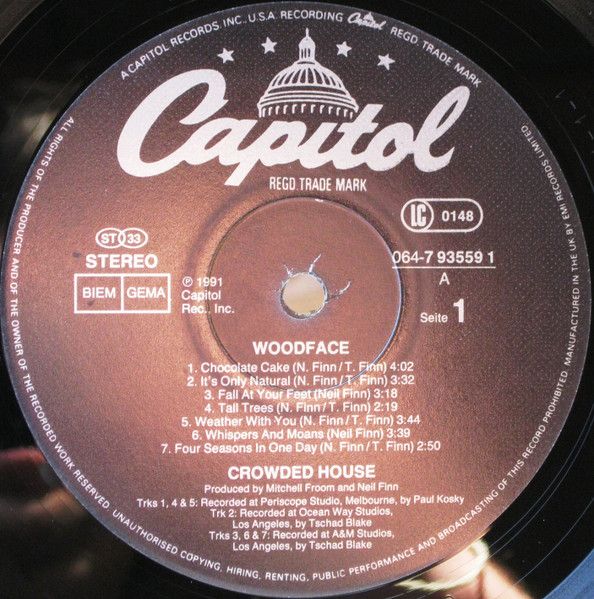 A CAPITOL RECORDS, INC., U.S.A. RECORDING Capitol REGD. TRADE MARK
Capitol
REGD. TRADE MARK
LC 0148
ST 33
STEREO
BIEM GEMA
℗ 1991
Capitol
Rec., Inc.
064-7 93559 1
A
Seite 1
WOODFACE
1. Chocolate Cake (N. Finn / T. Finn) 4:02
2. It's Only Natural (N. Finn / T. Finn) 3:32
3. Fall At Your Feet (Neil Finn) 3:18
4. Tall Trees (N. Finn / T. Finn) 2:19
5. Weather With You (N. Finn / T. Finn) 3:44
6. Whispers And Moans (Neil Finn) 3:39
7. Four Seasons In One Day (N. Finn / T. Finn) 2:50
CROWDED HOUSE
Produced by Mitchell Froom and Neil Finn
Trks 1, 4 & 5: Recorded at Periscope Studio, Melbourne, by Paul Kosky
Trk 2: Recorded at Ocean Way Studios,
Los Angeles, by Tschad Blake
Trks 3, 6 & 7: Recorded at A&M Studios,
Los Angeles, by Tschad Blake
ALL RIGHTS OF THE PRODUCER AND OF THE OWNER OF THE RECORDED WORK RESERVED. UNAUTHORISED COPYING, HIRING, RENTING, PUBLIC PERFORMANCE AND BROADCASTING OF THIS RECORD PROHIBITED. MANUFACTURED IN THE UK BY EMI RECORDS LIMITED